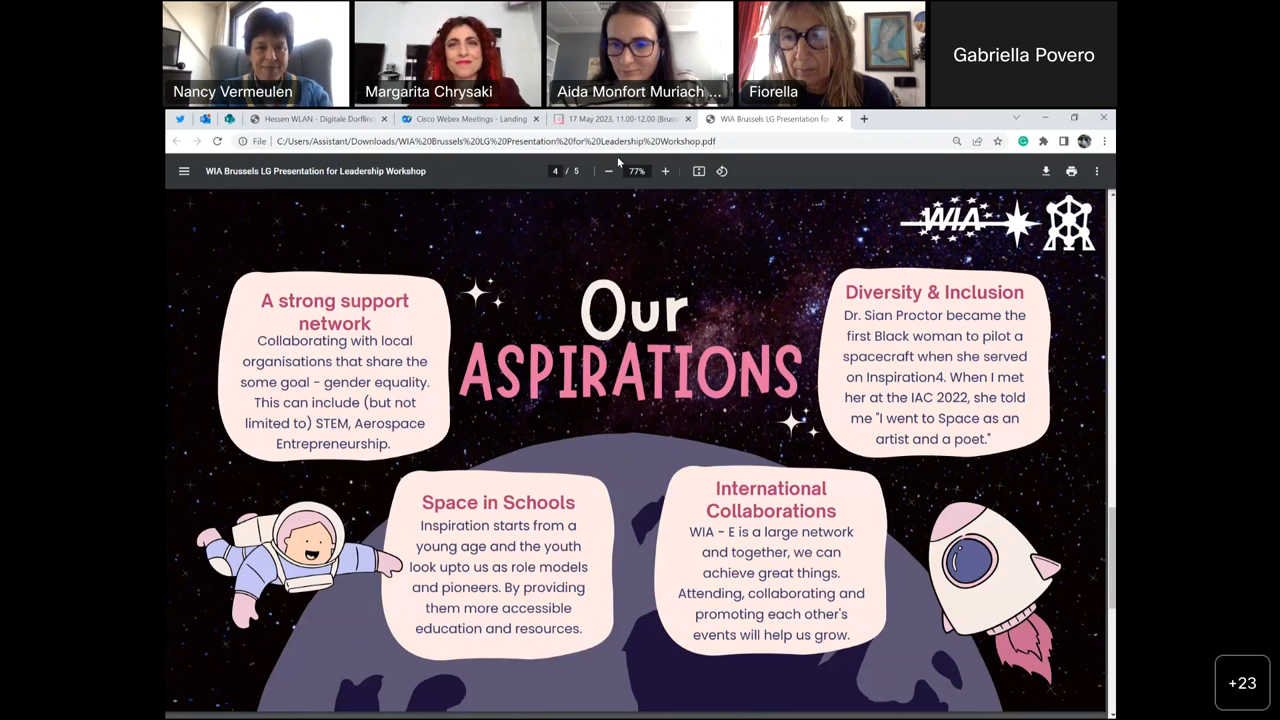 Nancy Vermeulen
Margarita Chrysaki
Aida Monfort Muriach ...
Fiorella
Gabriella Povero
Hessen WLAN - Digitale Dorflind
Cisco Webex Meetings - Landing
17 May 2023, 11.00-12.00 (Bruss
WIA Brussels LG Presentation for
File
C:/Users/Assistant/Downloads/WIA%20Brussels%20LG%20Presentation%20for%20Leadership%20Workshop.pdf
WIA Brussels LG Presentation for Leadership Workshop
4 / 5
77%
WIA
Our
ASPIRATIONS
A strong support
network
Collaborating with local
organisations that share the
some goal - gender equality.
This can include (but not
limited to) STEM, Aerospace
Entrepreneurship.
Diversity & Inclusion
Dr. Sian Proctor became the
first Black woman to pilot a
spacecraft when she served
on Inspiration4. When I met
her at the IAC 2022, she told
me "I went to Space as an
artist and a poet."
Space in Schools
Inspiration starts from a
young age and the youth
look upto us as role models
and pioneers. By providing
them more accessible
education and resources.
International
Collaborations
WIA - E is a large network
and together, we can
achieve great things.
Attending, collaborating and
promoting each other's
events will help us grow.
+23